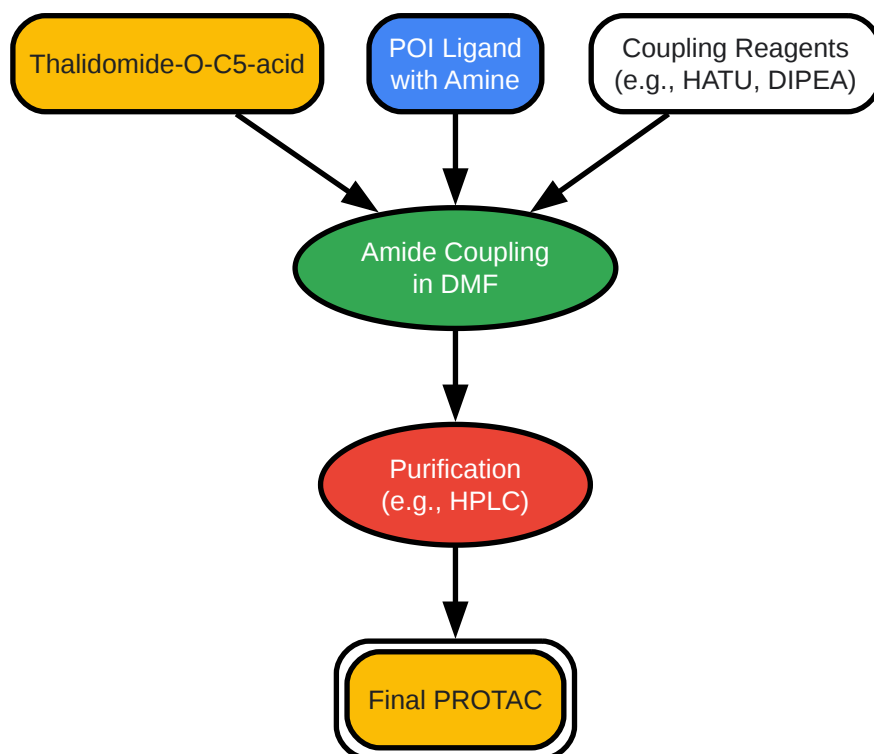 Thalidomide-O-C5-acid
POI Ligand
with Amine
Coupling Reagents
(e.g., HATU, DIPEA)
Amide Coupling
in DMF
Purification
(e.g., HPLC)
Final PROTAC